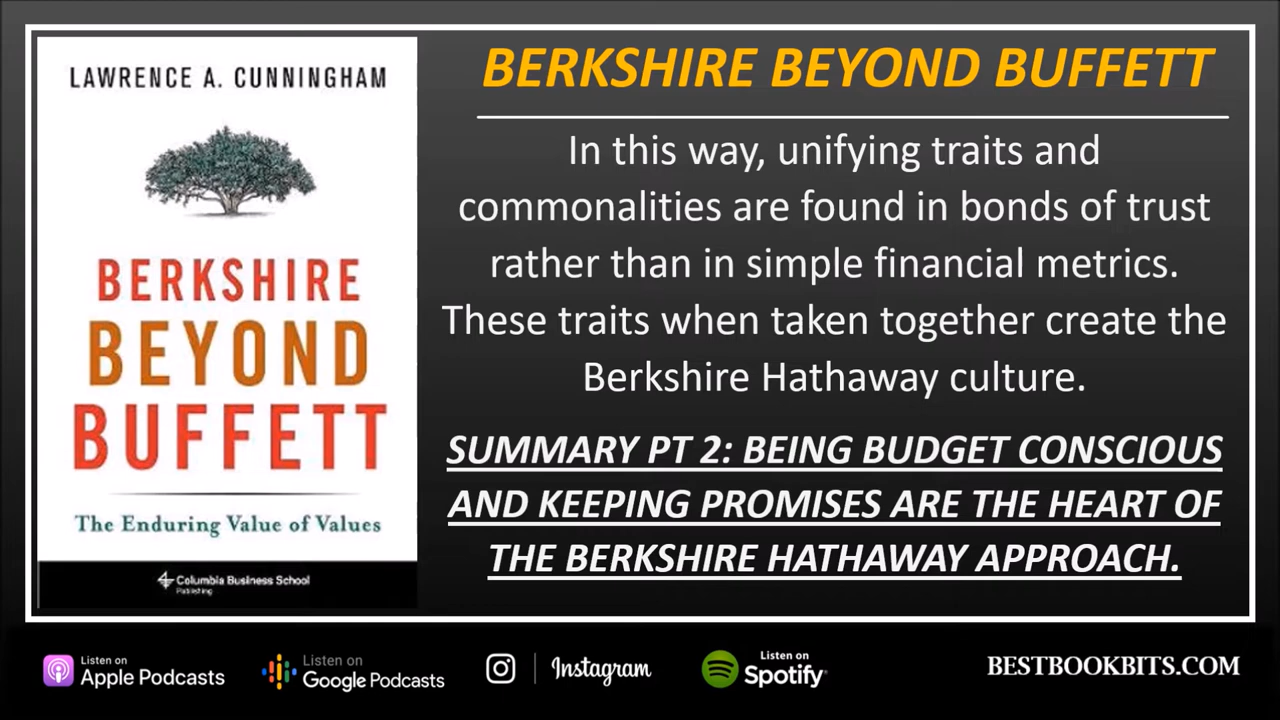 LAWRENCE A. CUNNINGHAM
BERKSHIRE
BEYOND
BUFFETT
The Enduring Value of Values
Columbia Business School
Publishing
BERKSHIRE BEYOND BUFFETT
In this way, unifying traits and
commonalities are found in bonds of trust
rather than in simple financial metrics.
These traits when taken together create the
Berkshire Hathaway culture.
SUMMARY PT 2: BEING BUDGET CONSCIOUS
AND KEEPING PROMISES ARE THE HEART OF
THE BERKSHIRE HATHAWAY APPROACH.
Listen on
Apple Podcasts
Listen on
Google Podcasts
Instagram
Listen on
Spotify
BESTBOOKBITS.COM